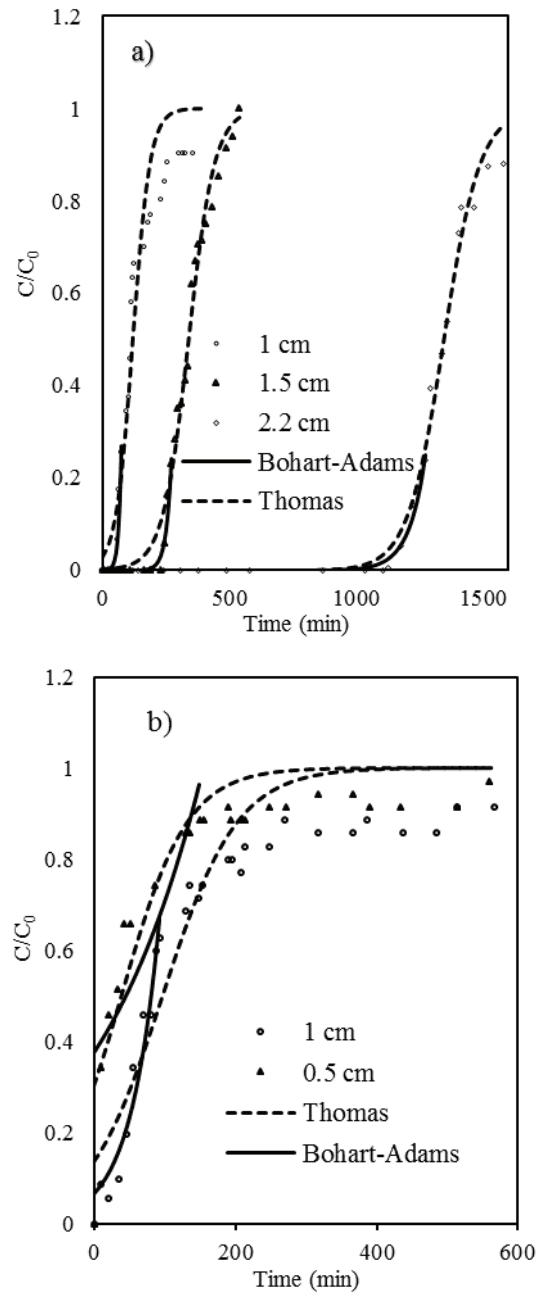 a)
1.2
1
0.8
0.6
0.4
0.2
0
C/C0
1 cm
1.5 cm
2.2 cm
Bohart-Adams
Thomas
0 500 1000 1500
Time (min)
b)
1.2
1
0.8
0.6
0.4
0.2
0
C/C0
1 cm
0.5 cm
Thomas
Bohart-Adams
0 200 400 600
Time (min)